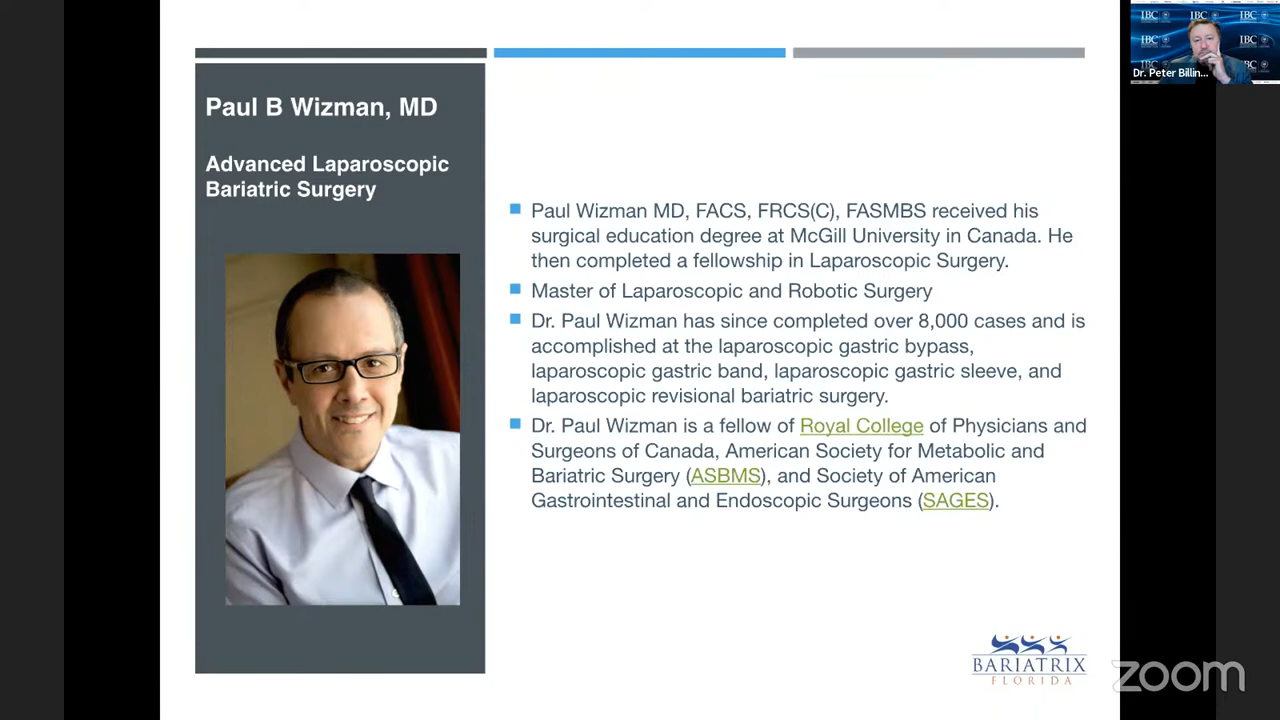 Paul B Wizman, MD
Advanced Laparoscopic
Bariatric Surgery
Paul Wizman MD, FACS, FRCS(C), FASMBS received his
surgical education degree at McGill University in Canada. He
then completed a fellowship in Laparoscopic Surgery.
Master of Laparoscopic and Robotic Surgery
Dr. Paul Wizman has since completed over 8,000 cases and is
accomplished at the laparoscopic gastric bypass,
laparoscopic gastric band, laparoscopic gastric sleeve, and
laparoscopic revisional bariatric surgery.
Dr. Paul Wizman is a fellow of Royal College of Physicians and
Surgeons of Canada, American Society for Metabolic and
Bariatric Surgery (ASBMS), and Society of American
Gastrointestinal and Endoscopic Surgeons (SAGES).
BARIATRIX
FLORIDA
zoom
IBC IBC IBC
IBC IBC
Dr. Peter Billin...